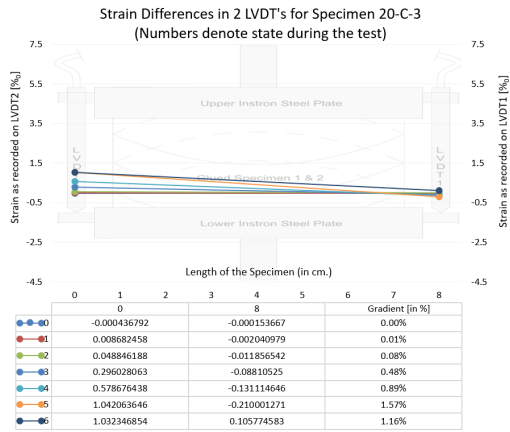 Strain Differences in 2 LVDT's for Specimen 20-C-3
(Numbers denote state during the test)
7.5 7.5
5.5 5.5
3.5 3.5
1.5 1.5
-0.5 -0.5
-2.5 -2.5
-4.5 -4.5
Strain as recorded on LVDT2 [%₀]
Strain as recorded on LVDT1 [%₀]
Upper Instron Steel Plate
Glued Specimen 1 & 2
LVDT1
Lower Instron Steel Plate
Length of the Specimen (in cm.)
0 1 2 3 4 5 6 7 8
0 8 Gradient [in %]
0 -0.000436792 -0.000153667 0.00%
1 0.008682458 -0.002040979 0.01%
2 0.048846188 -0.011856542 0.08%
3 0.296028063 -0.08810525 0.48%
4 0.578676438 -0.131114646 0.89%
5 1.042063646 -0.210001271 1.57%
6 1.032346854 0.105774583 1.16%